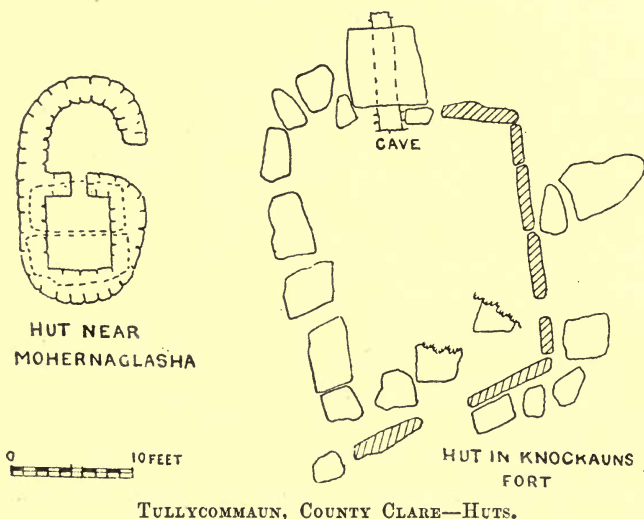 CAVE
HUT NEAR
MOHERNAGLASHA
0 10 FEET
HUT IN KNOCKAUNS
FORT
TULLYCOMMAUN, COUNTY CLARE—HUTS.